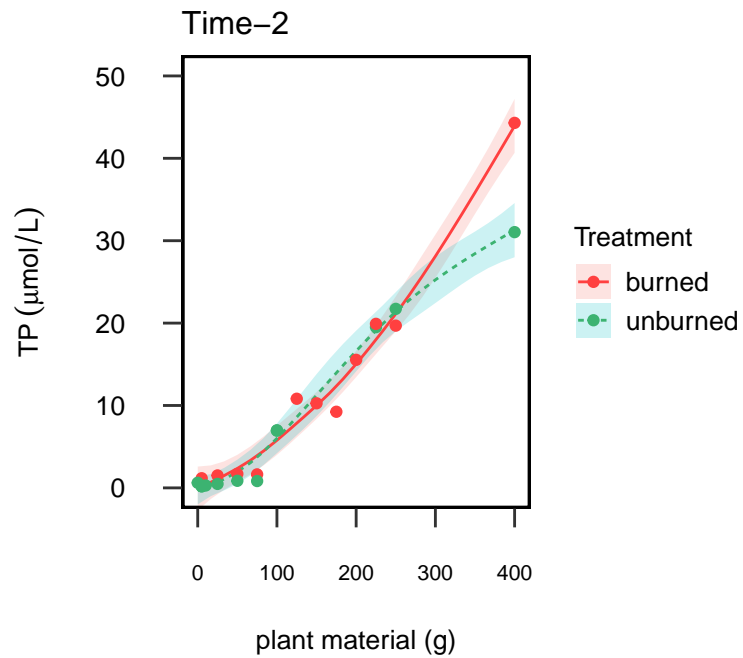 Time−2
50
40
30
20
10
0
TP (μmol/L)
0 100 200 300 400
plant material (g)
Treatment
burned
unburned